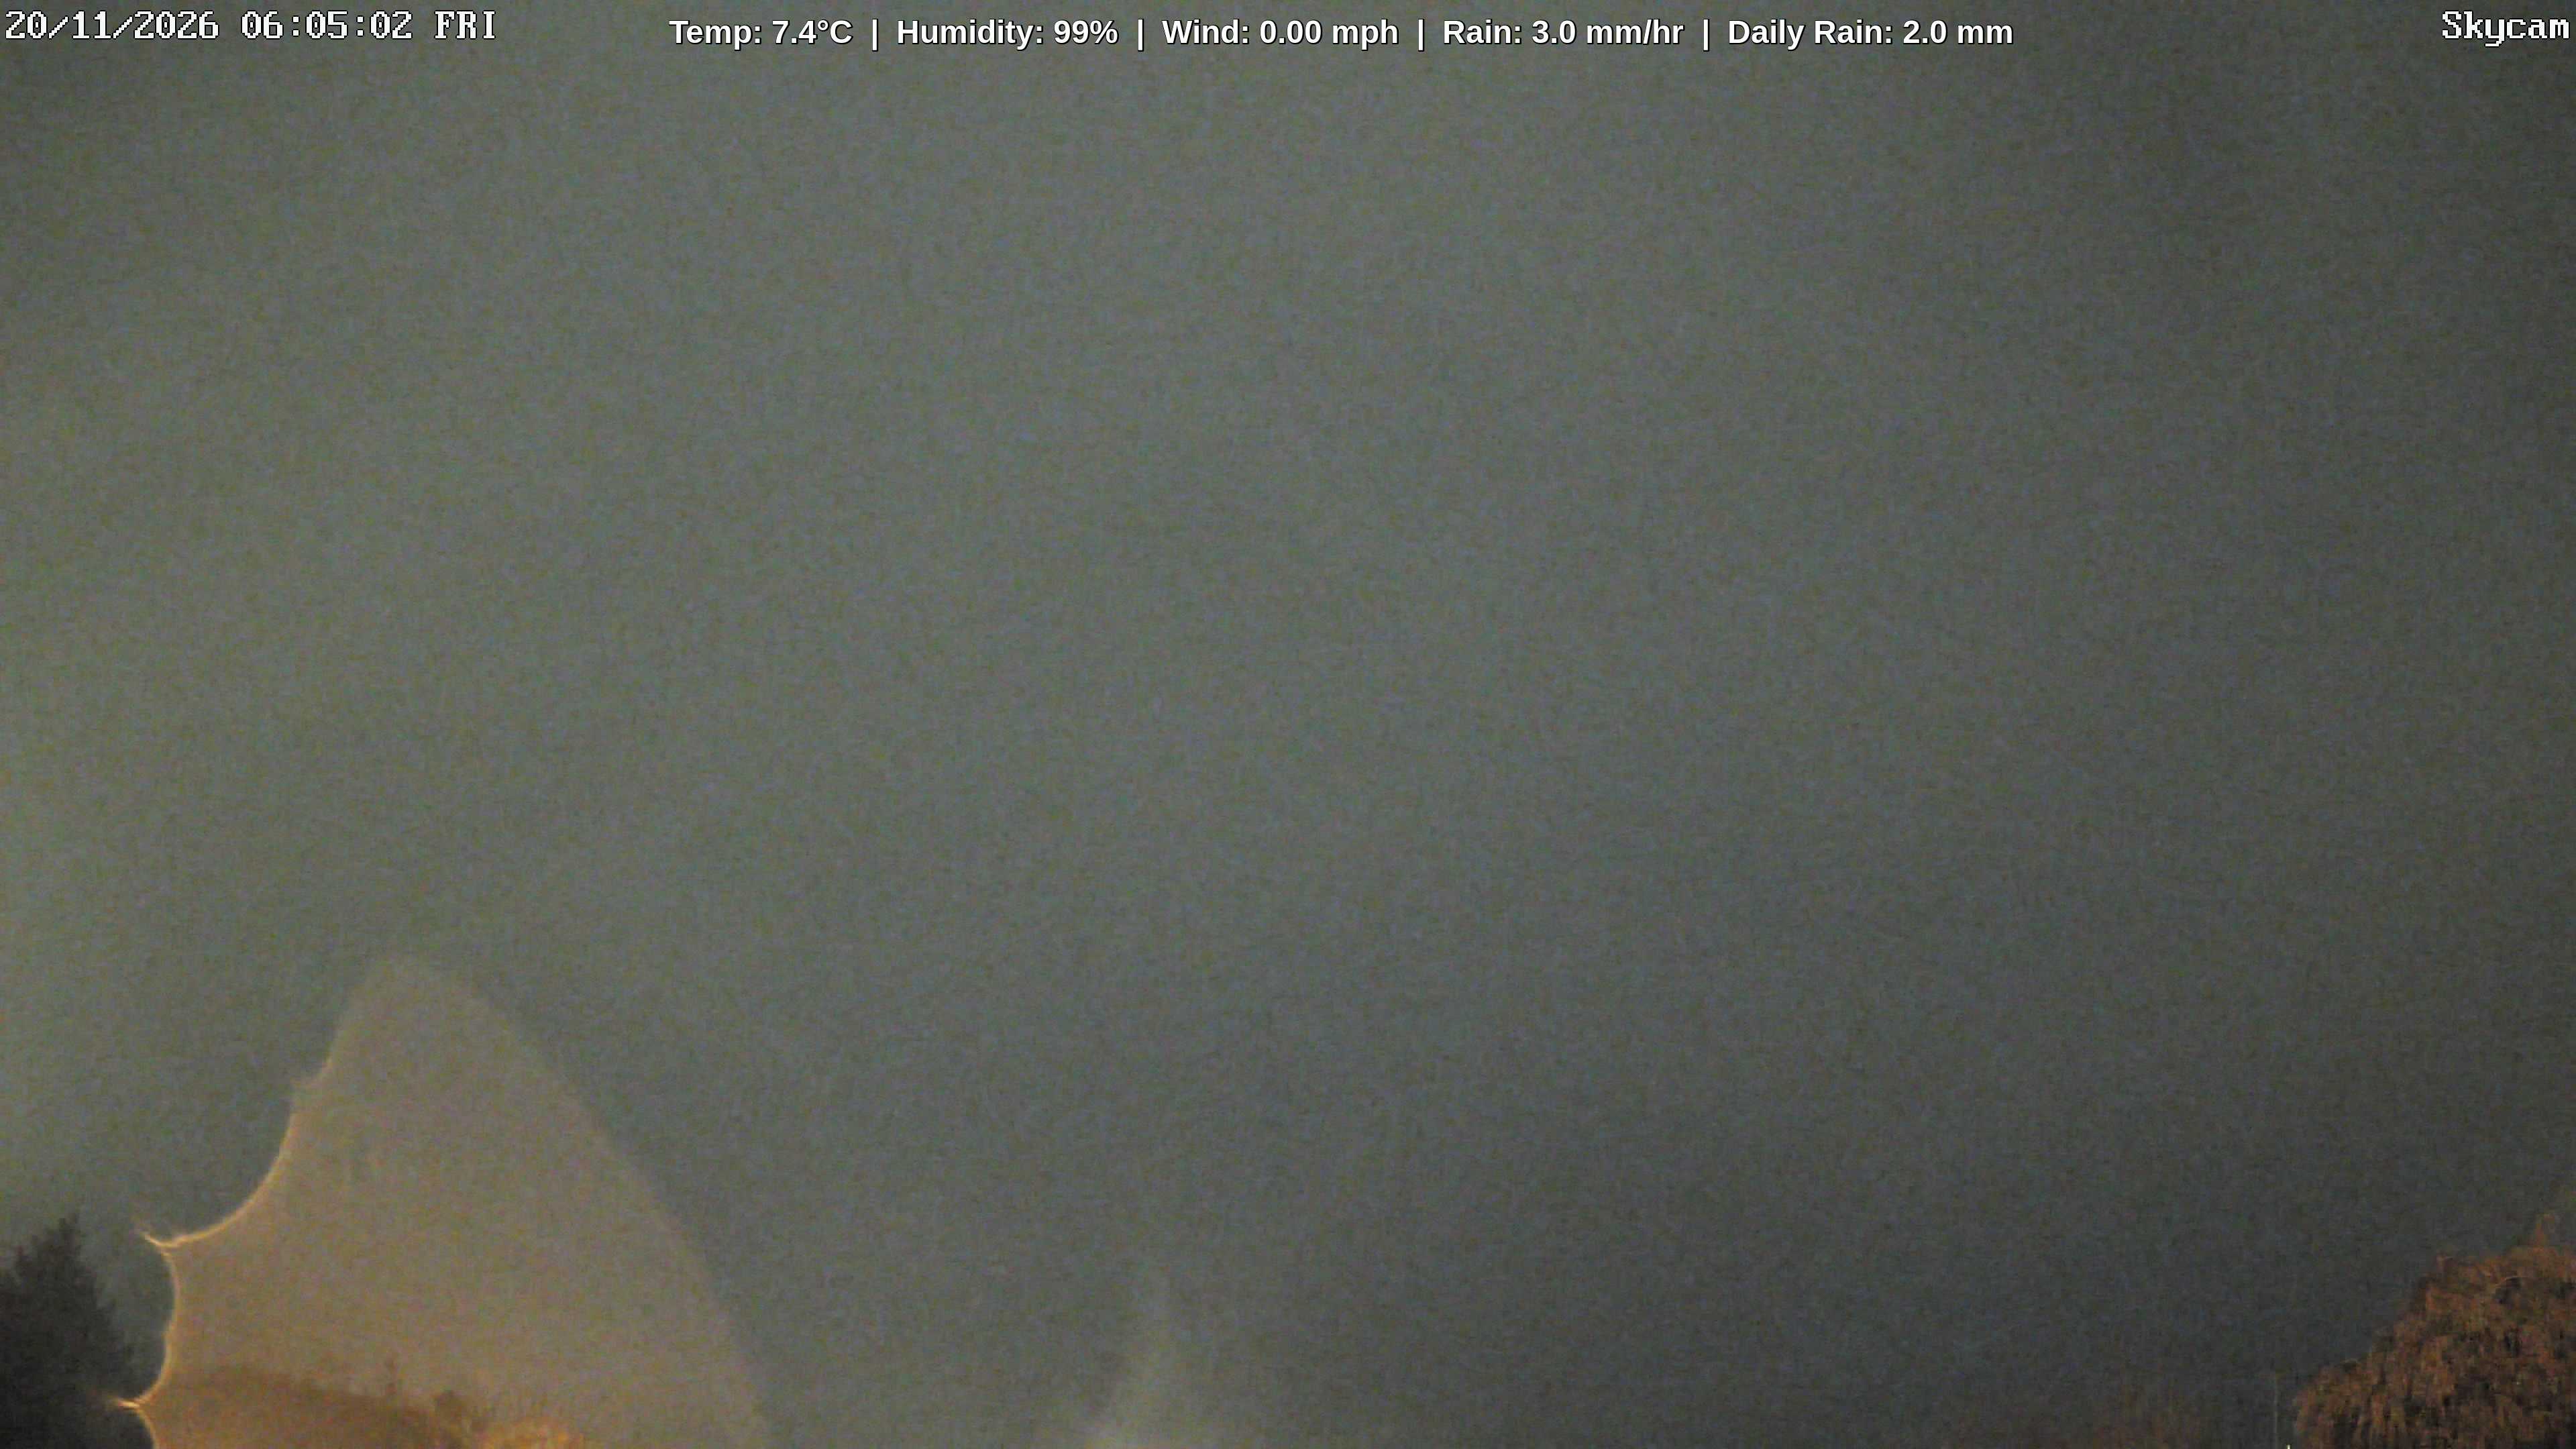 20/11/2026 06:05:02 FRI
Temp: 7.4°C | Humidity: 99% | Wind: 0.00 mph | Rain: 3.0 mm/hr | Daily Rain: 2.0 mm
Skycam